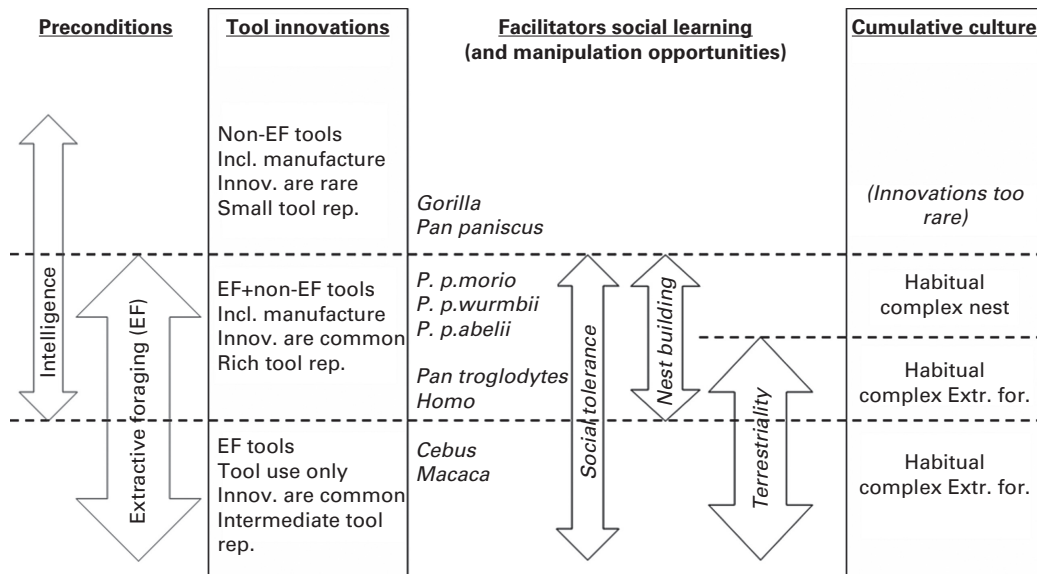 Preconditions
Tool innovations
Facilitators social learning
(and manipulation opportunities)
Cumulative culture
Intelligence
Extractive foraging (EF)
Non-EF tools
Incl. manufacture
Innov. are rare
Small tool rep.
Gorilla
Pan paniscus
(Innovations too
rare)
EF+non-EF tools
Incl. manufacture
Innov. are common
Rich tool rep.
P. p.morio
P. p.wurmbii
P. p.abelii
Pan troglodytes
Homo
Social tolerance
Nest building
Terrestriality
Habitual
complex nest
Habitual
complex Extr. for.
EF tools
Tool use only
Innov. are common
Intermediate tool
rep.
Cebus
Macaca
Habitual
complex Extr. for.